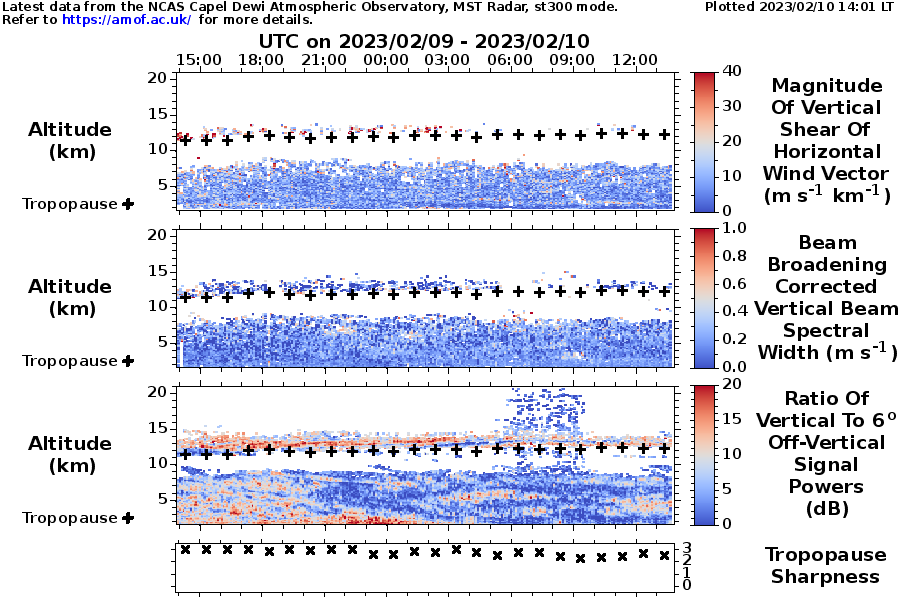 Latest data from the NCAS Capel Dewi Atmospheric Observatory, MST Radar, st300 mode.
Plotted 2023/02/10 14:01 LT
Refer to https://amof.ac.uk/ for more details.
UTC on 2023/02/09 - 2023/02/10
15:00 18:00 21:00 00:00 03:00 06:00 09:00 12:00
20
15
10
5
Altitude
(km)
Tropopause +
40
30
20
10
0
Magnitude
Of Vertical
Shear Of
Horizontal
Wind Vector
(m s⁻¹ km⁻¹)
20
15
10
5
Altitude
(km)
Tropopause +
1.0
0.8
0.6
0.4
0.2
0.0
Beam
Broadening
Corrected
Vertical Beam
Spectral
Width (m s⁻¹)
20
15
10
5
Altitude
(km)
Tropopause +
20
15
10
5
0
Ratio Of
Vertical To 6°
Off-Vertical
Signal
Powers
(dB)
3
2
1
0
Tropopause
Sharpness